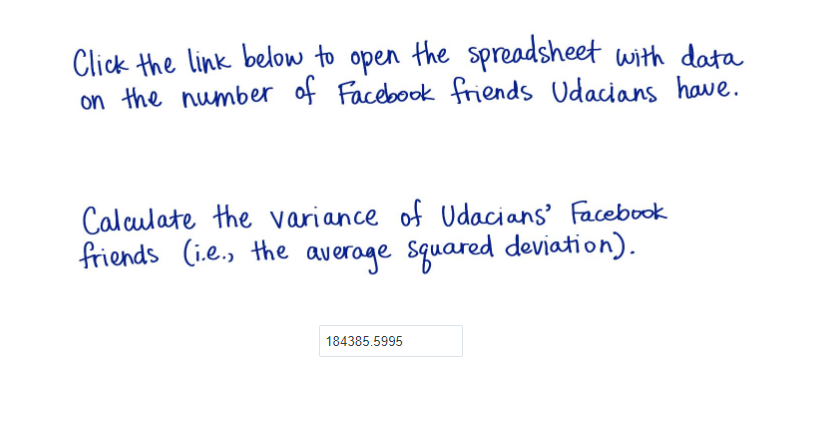 Click the link below to open the spreadsheet with data
on the number of Facebook friends Udacians have.
Calculate the variance of Udacians' Facebook
friends (i.e., the average squared deviation).
184385.5995